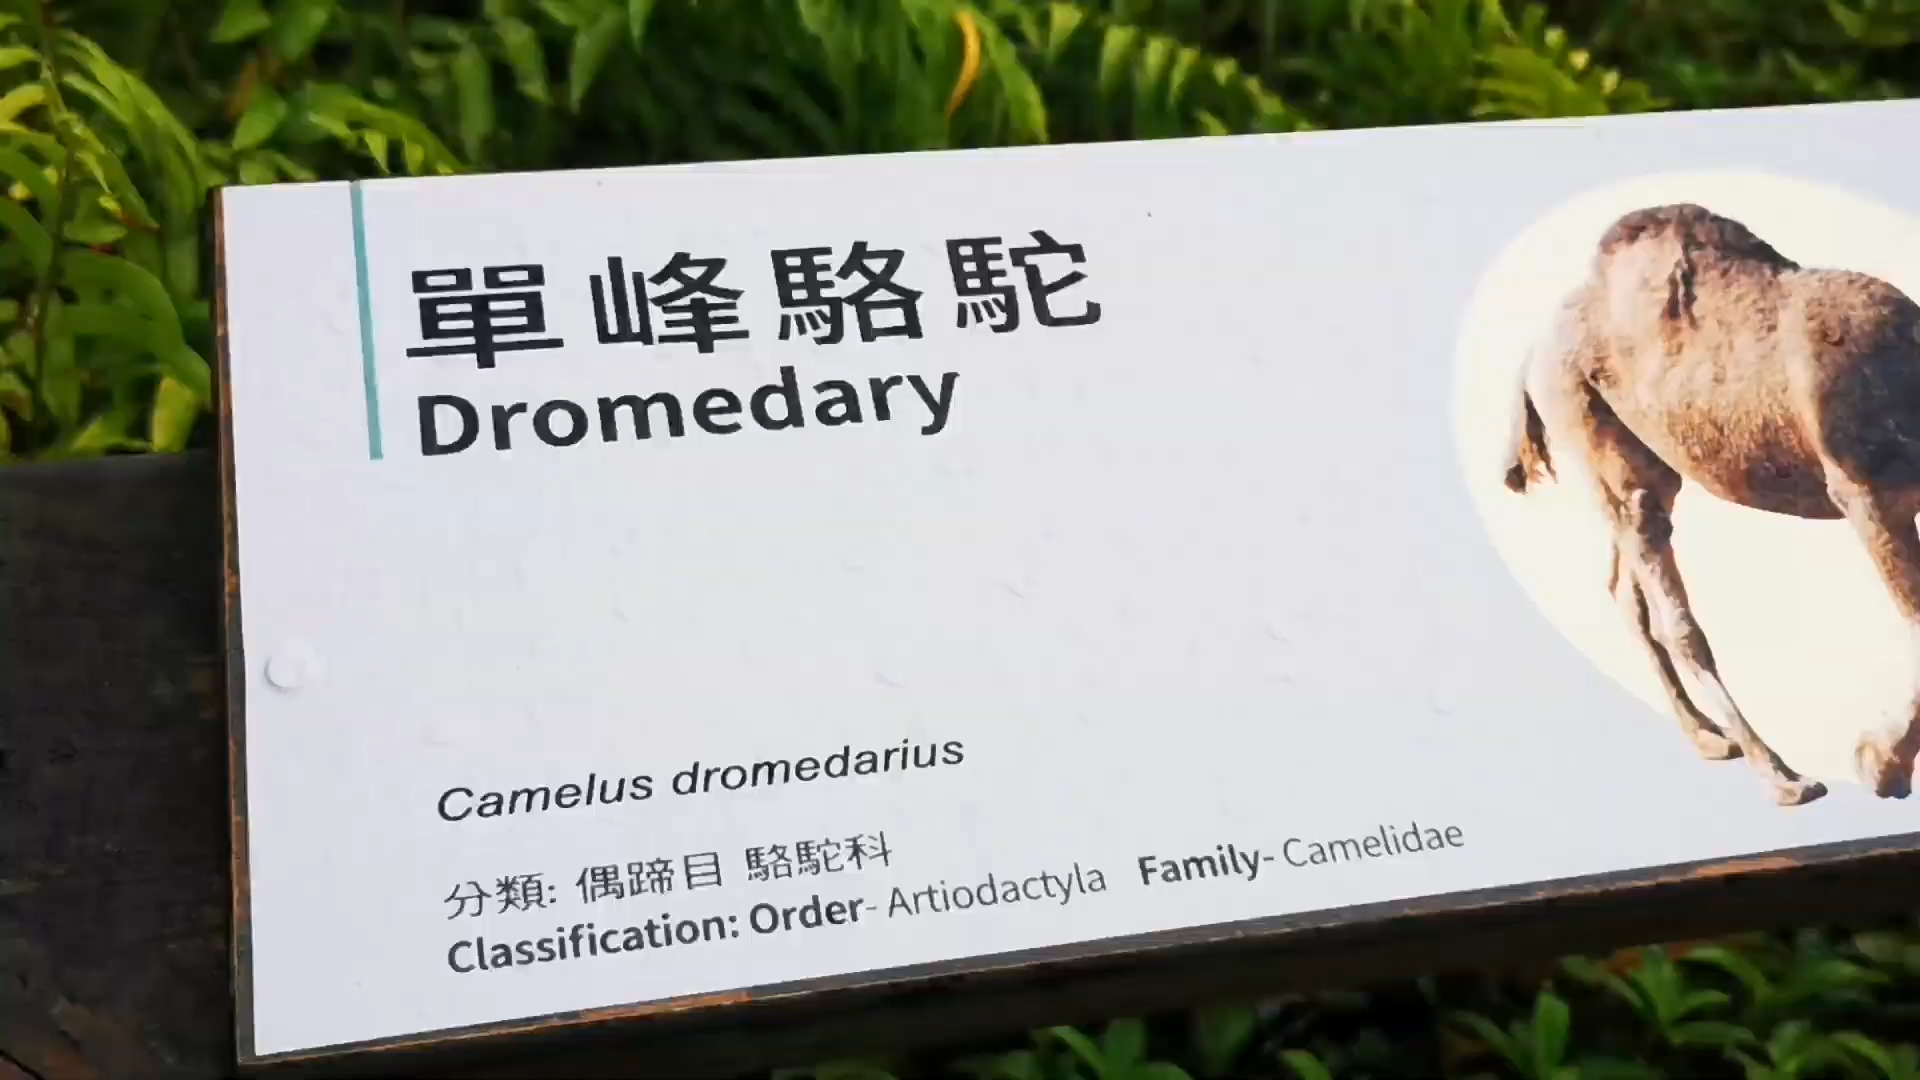 單峰駱駝
Dromedary
Camelus dromedarius
分類: 偶蹄目 駱駝科
Classification: Order- Artiodactyla Family- Camelidae